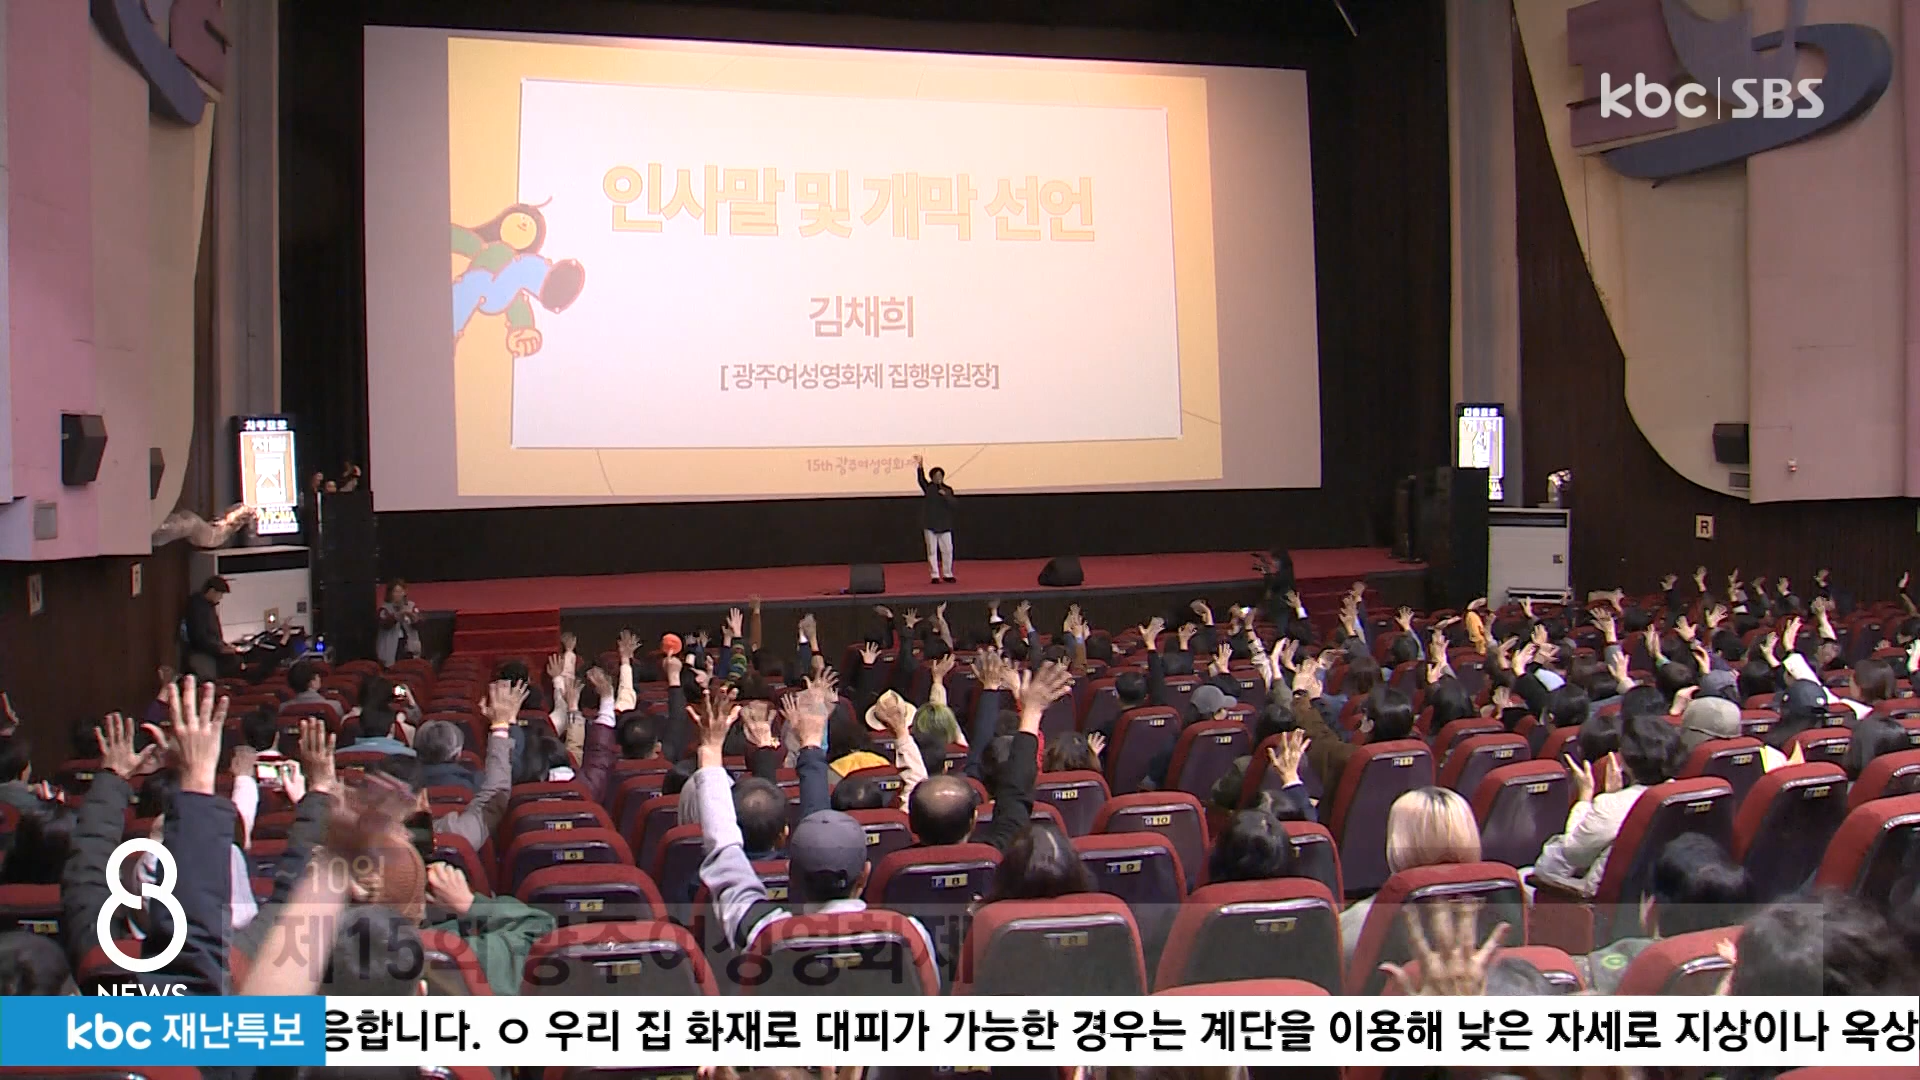 kbc SBS
인사말 및 개막 선언
김채희
[ 광주여성영화제 집행위원장]
15th 광주여성영화제
R
~10일
제15회 광주여성영화제
8
NEWS
kbc 재난특보
응합니다. ㅇ 우리 집 화재로 대피가 가능한 경우는 계단을 이용해 낮은 자세로 지상이나 옥상